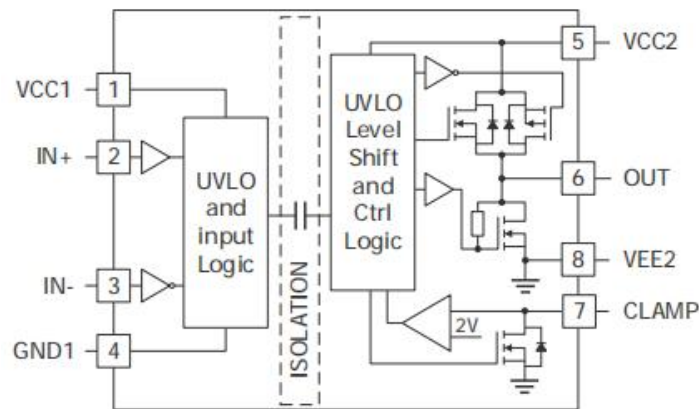 VCC1
1
IN+
2
IN-
3
GND1
4
UVLO
and
input
Logic
ISOLATION
UVLO
Level
Shift
and
Ctrl
Logic
5
VCC2
6
OUT
8
VEE2
7
CLAMP
2V